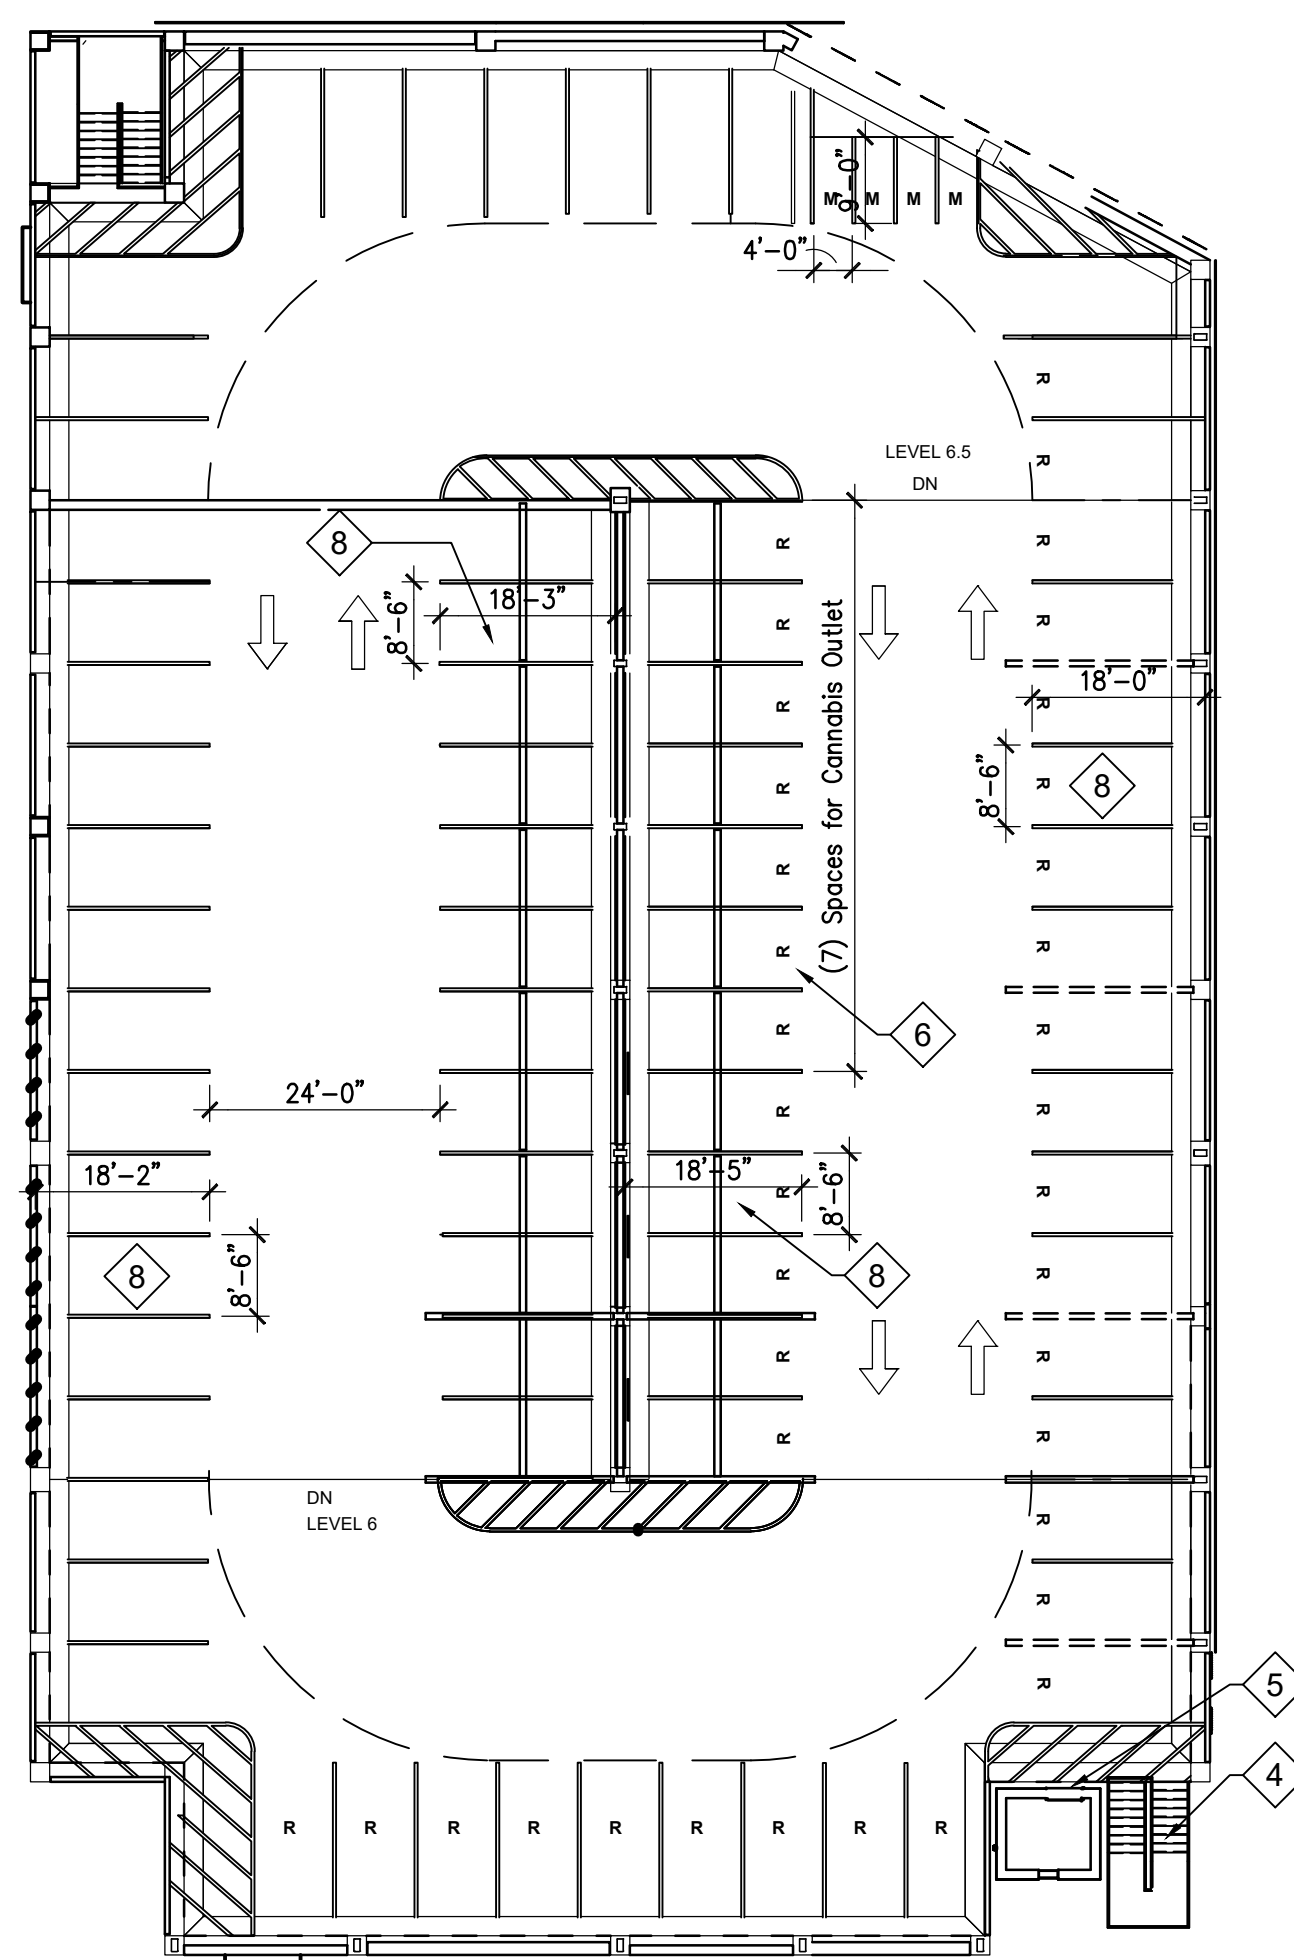 9'-0"
M M M M
4'-0"
R
LEVEL 6.5
R
DN
8
R
R
18'-3"
8'-6"
R
R
(7) Spaces for Cannabis Outlet
18'-0"
R
R
8'-6"
R
R
8
R
R
R
R
6
R
R
24'-0"
R
R
18'-2"
18'-5"
8'-6"
R
R
8
8'-6"
8
R
R
R
R
R
R
DN
LEVEL 6
R
R
R
5
4
R R R R R R R R R